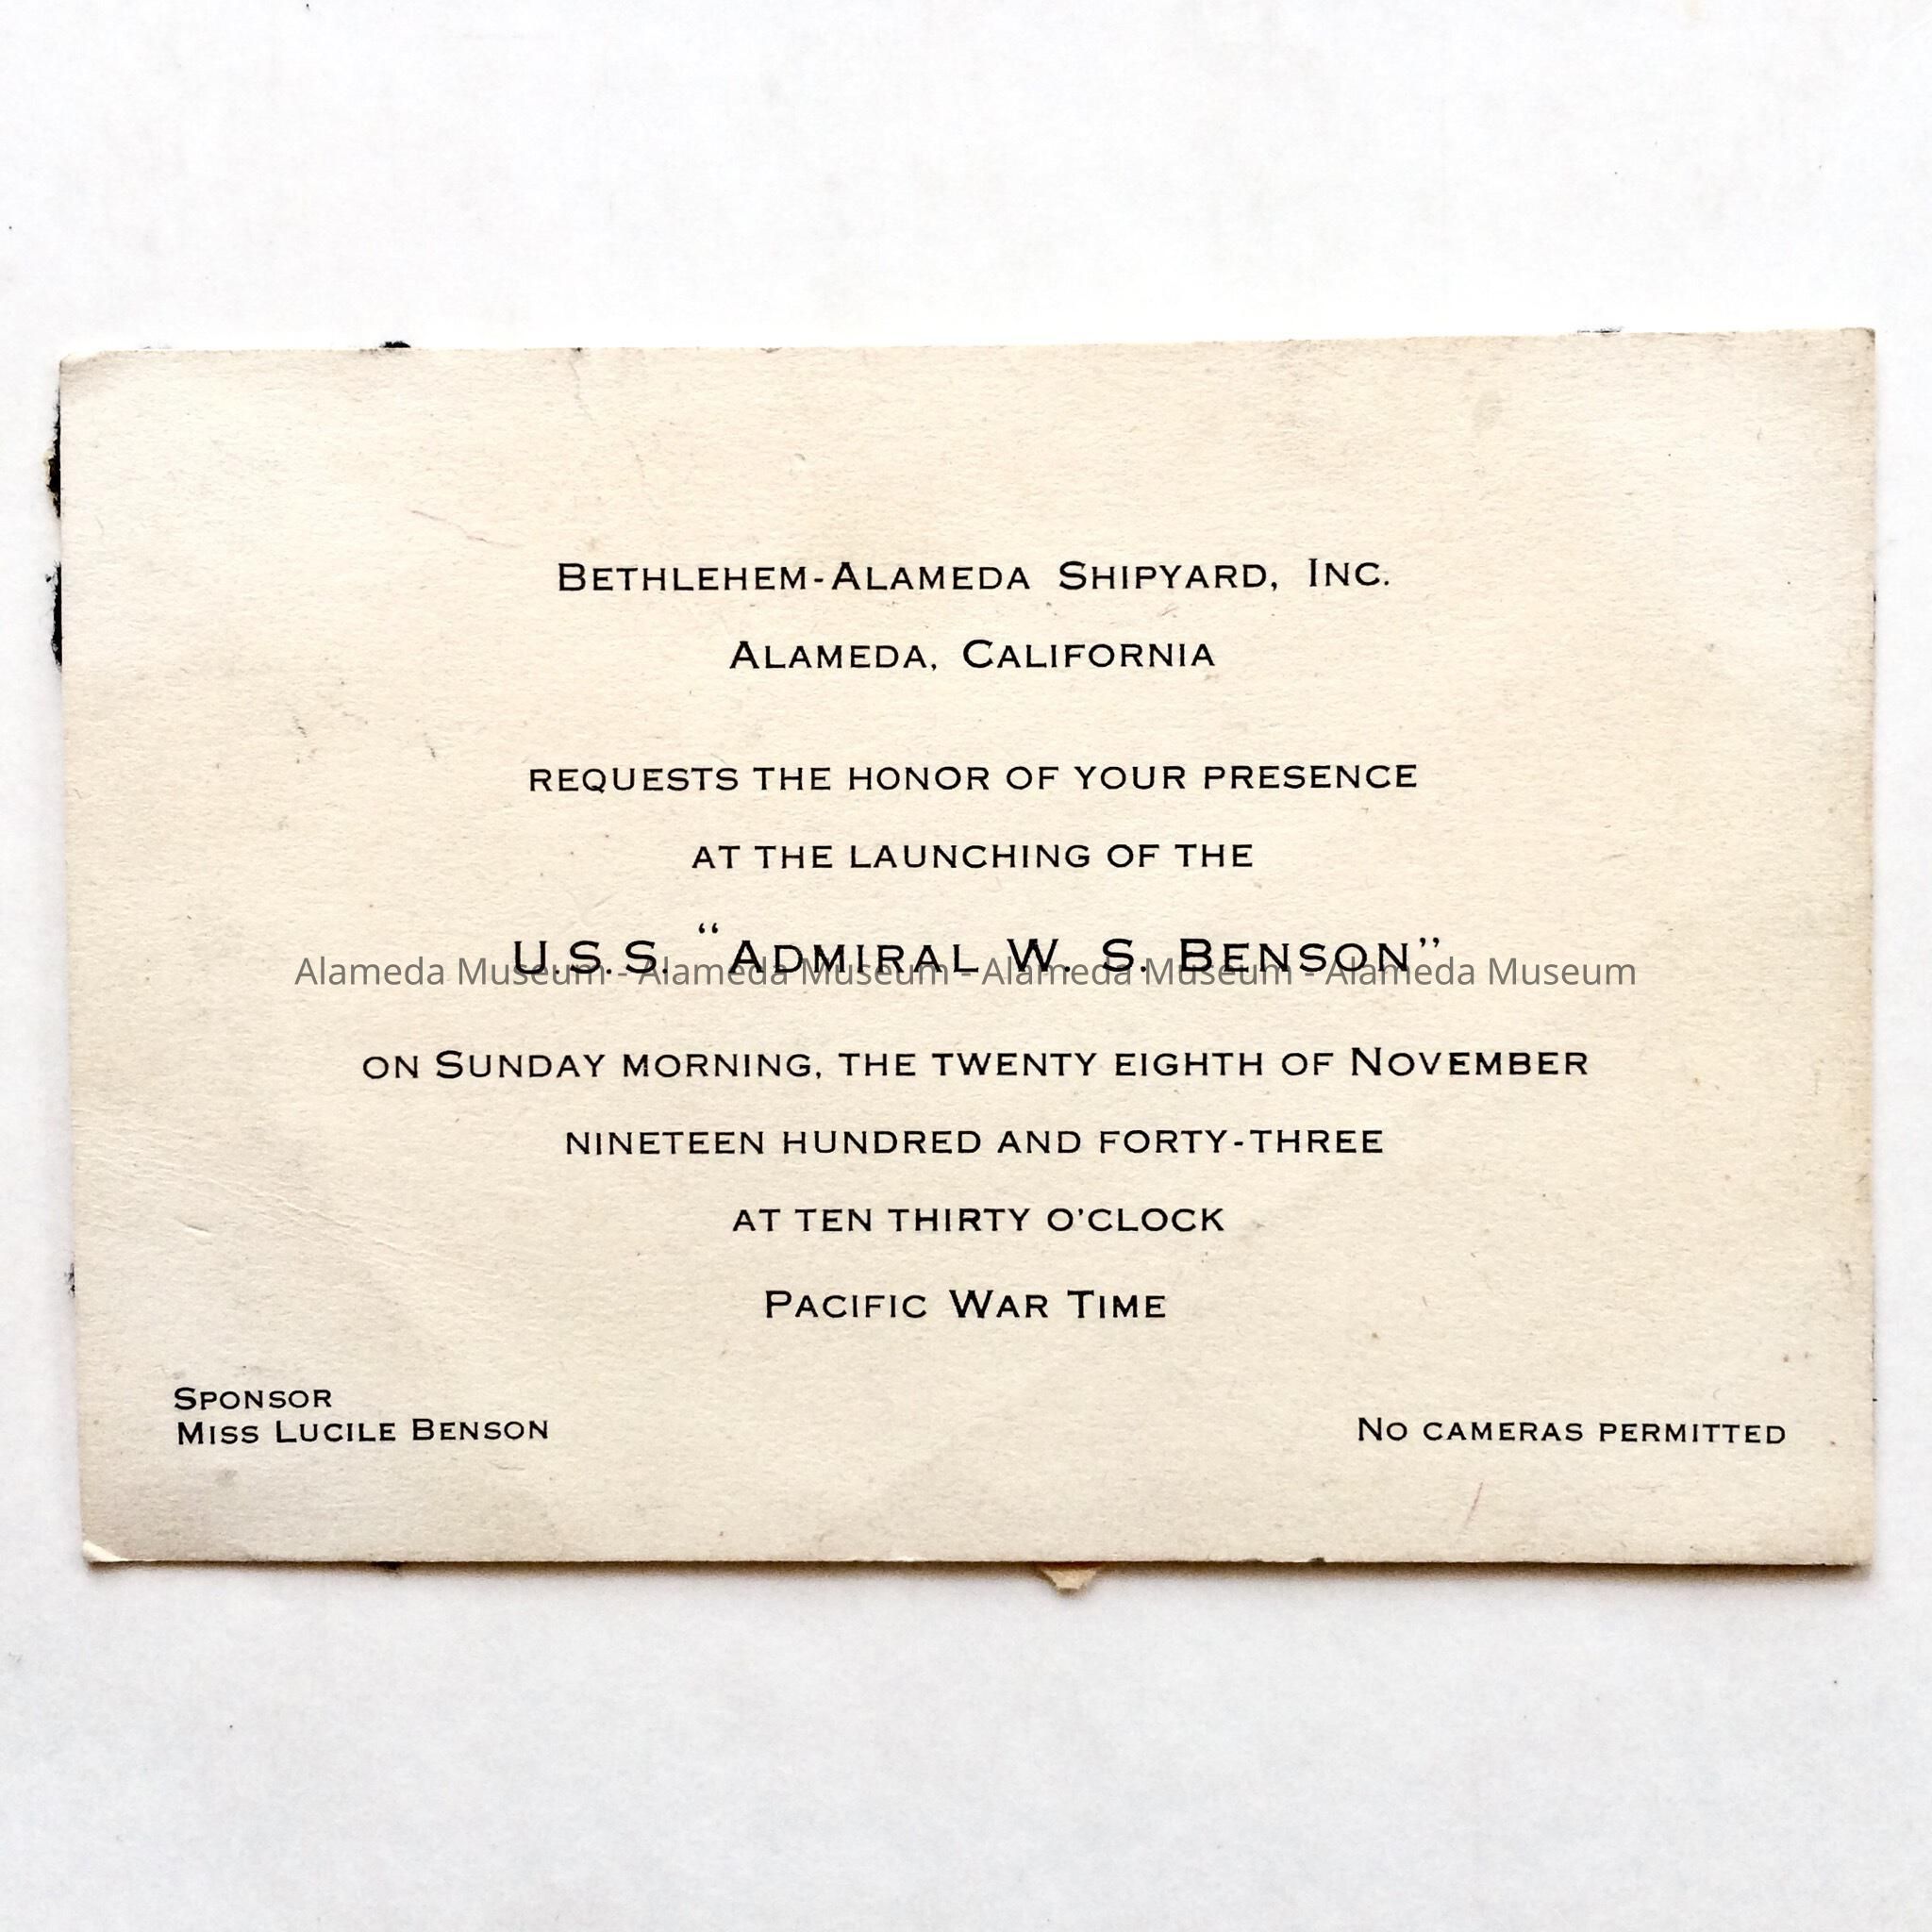 Bethlehem-Alameda Shipyard, Inc.
Alameda, California
requests the honor of your presence
at the launching of the
U.S.S. “Admiral W. S. Benson”
Alameda Museum - Alameda Museum - Alameda Museum - Alameda Museum
on Sunday morning, the twenty eighth of November
nineteen hundred and forty-three
at ten thirty o'clock
Pacific War Time
Sponsor
Miss Lucile Benson
No cameras permitted